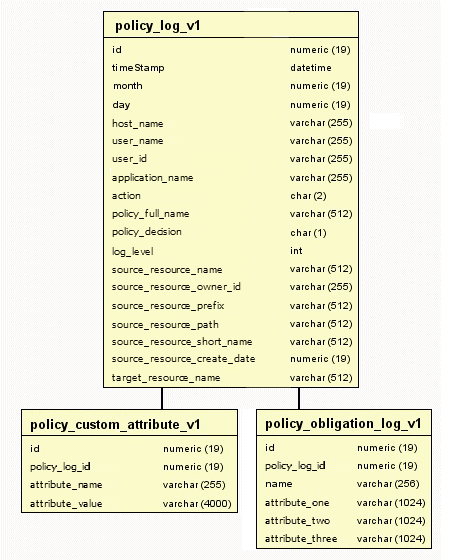 policy_log_v1
id numeric (19)
timeStamp datetime
month numeric (19)
day numeric (19)
host_name varchar (255)
user_name varchar (255)
user_id varchar (255)
application_name varchar (255)
action char (2)
policy_full_name varchar (512)
policy_decision char (1)
log_level int
source_resource_name varchar (512)
source_resource_owner_id varchar (255)
source_resource_prefix varchar (512)
source_resource_path varchar (512)
source_resource_short_name varchar (512)
source_resource_create_date numeric (19)
target_resource_name varchar (512)
policy_custom_attribute_v1
id numeric (19)
policy_log_id numeric (19)
attribute_name varchar (255)
attribute_value varchar (4000)
policy_obligation_log_v1
id numeric (19)
policy_log_id numeric (19)
name varchar (256)
attribute_one varchar (1024)
attribute_two varchar (1024)
attribute_three varchar (1024)